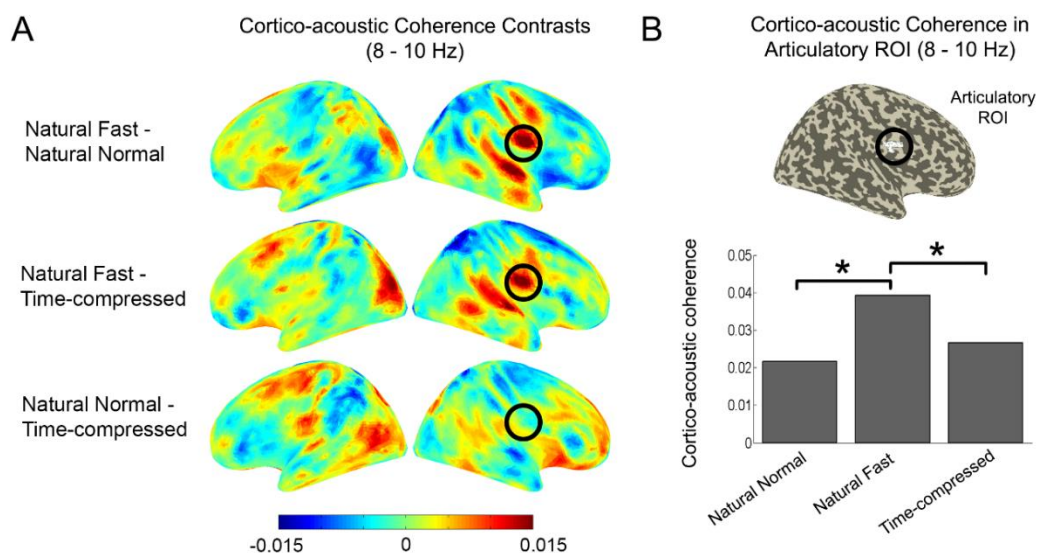 A
Cortico-acoustic Coherence Contrasts
(8 - 10 Hz)
Natural Fast -
Natural Normal
Natural Fast -
Time-compressed
Natural Normal -
Time-compressed
-0.015
0
0.015
B
Cortico-acoustic Coherence in
Articulatory ROI (8 - 10 Hz)
Articulatory
ROI
Cortico-acoustic coherence
0.05
0.04
0.03
0.02
0.01
0
*
*
Natural Normal
Natural Fast
Time-compressed